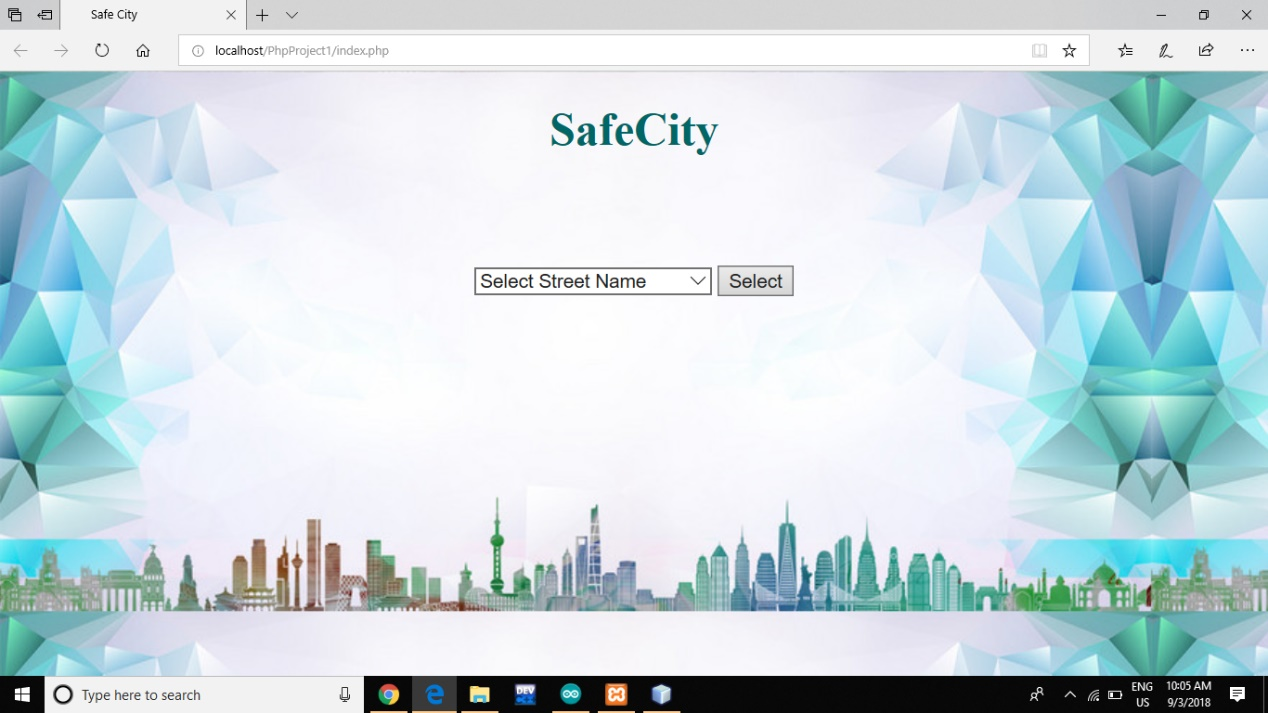 Safe City
localhost/PhpProject1/index.php
SafeCity
Select Street Name
Select
Type here to search
DEV
C++
ENG
US
10:05 AM
9/3/2018